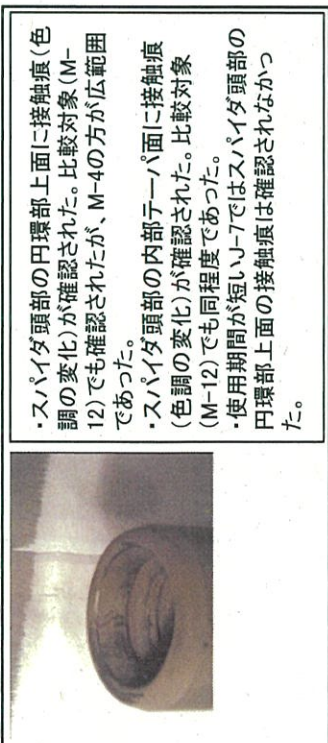 ・スパイダ頭部の円環部上面に接触痕(色
調の変化)が確認された。比較対象(M-
12)でも確認されたが、M-4の方が広範囲
であった。
・スパイダ頭部の内部テーパ面に接触痕
(色調の変化)が確認された。比較対象
(M-12)でも同程度であった。
・使用期間が短いJ-7ではスパイダ頭部の
円環部上面の接触痕は確認されなかっ
た。